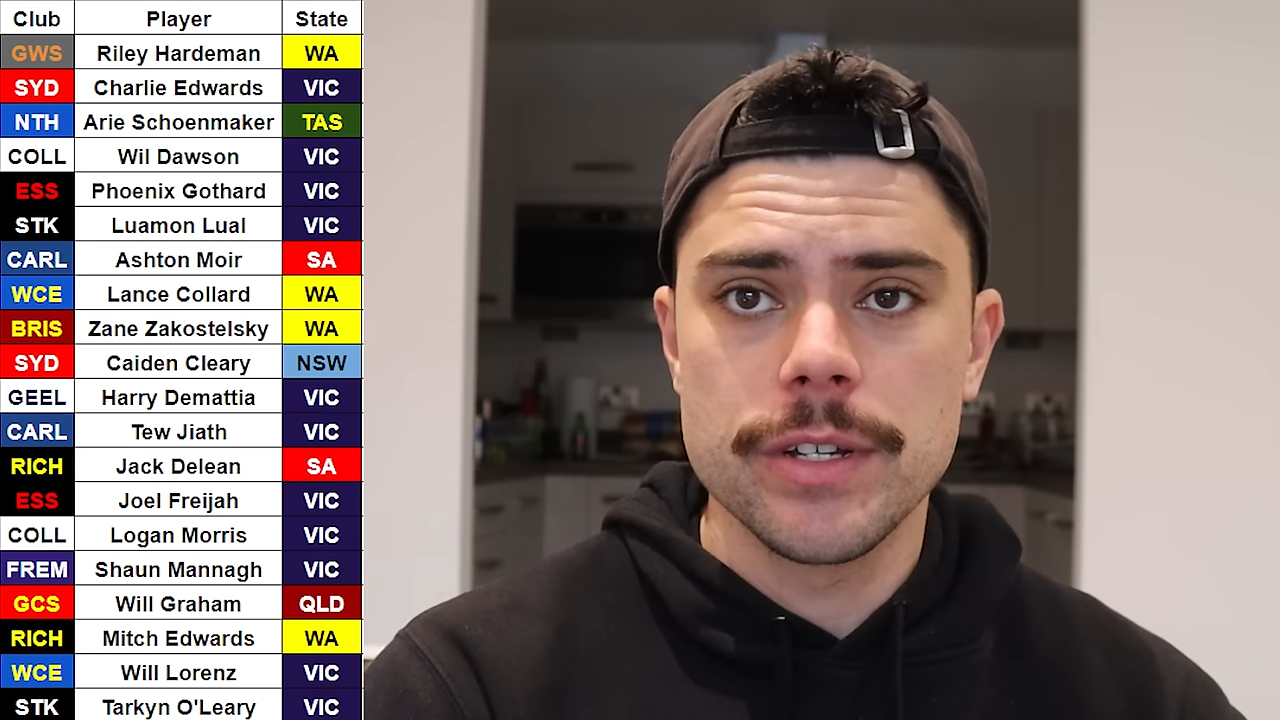 Club Player State
GWS Riley Hardeman WA
SYD Charlie Edwards VIC
NTH Arie Schoenmaker TAS
COLL Wil Dawson VIC
ESS Phoenix Gothard VIC
STK Luamon Lual VIC
CARL Ashton Moir SA
WCE Lance Collard WA
BRIS Zane Zakostelsky WA
SYD Caiden Cleary NSW
GEEL Harry Demattia VIC
CARL Tew Jiath VIC
RICH Jack Delean SA
ESS Joel Freijah VIC
COLL Logan Morris VIC
FREM Shaun Mannagh VIC
GCS Will Graham QLD
RICH Mitch Edwards WA
WCE Will Lorenz VIC
STK Tarkyn O'Leary VIC